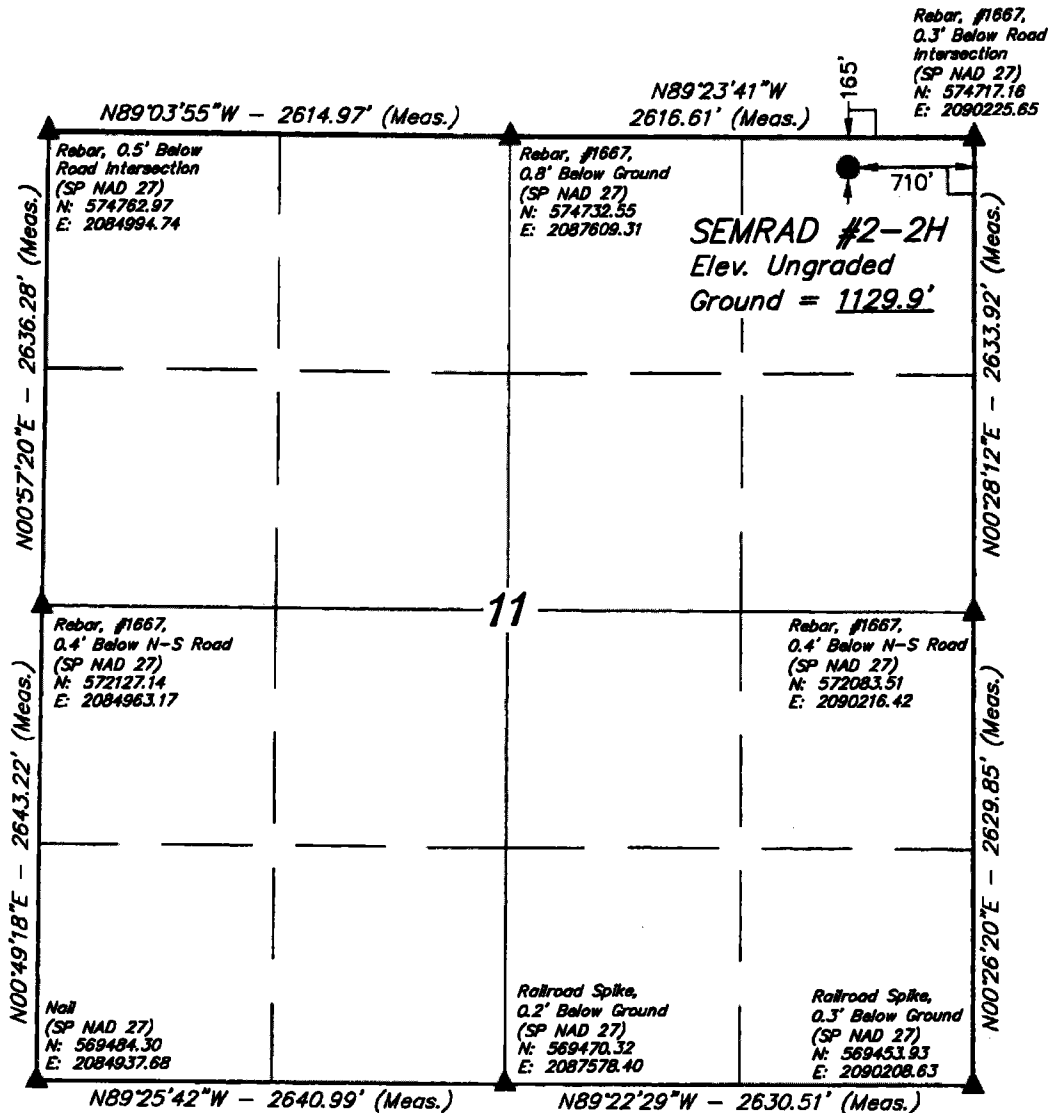 Rebar, #1667,
0.3' Below Road
Intersection
(SP NAD 27)
N: 574717.16
E: 2090225.65
165'
N89°03'55"W - 2614.97' (Meas.)
N89°23'41"W
2616.61' (Meas.)
Rebar, 0.5' Below
Road Intersection
(SP NAD 27)
N: 574762.97
E: 2084994.74
Rebar, #1667,
0.8' Below Ground
(SP NAD 27)
N: 574732.55
E: 2087609.31
710'
SEMRAD #2-2H
Elev. Ungraded
Ground = 1129.9'
N00°57'20"E - 2636.28' (Meas.)
N00°28'12"E - 2633.92' (Meas.)
11
Rebar, #1667,
0.4' Below N-S Road
(SP NAD 27)
N: 572127.14
E: 2084963.17
Rebar, #1667,
0.4' Below N-S Road
(SP NAD 27)
N: 572083.51
E: 2090216.42
N00°49'18"E - 2643.22' (Meas.)
N00°26'20"E - 2629.85' (Meas.)
Nail
(SP NAD 27)
N: 569484.30
E: 2084937.68
Railroad Spike,
0.2' Below Ground
(SP NAD 27)
N: 569470.32
E: 2087578.40
Railroad Spike,
0.3' Below Ground
(SP NAD 27)
N: 569453.93
E: 2090208.63
N89°25'42"W - 2640.99' (Meas.)
N89°22'29"W - 2630.51' (Meas.)